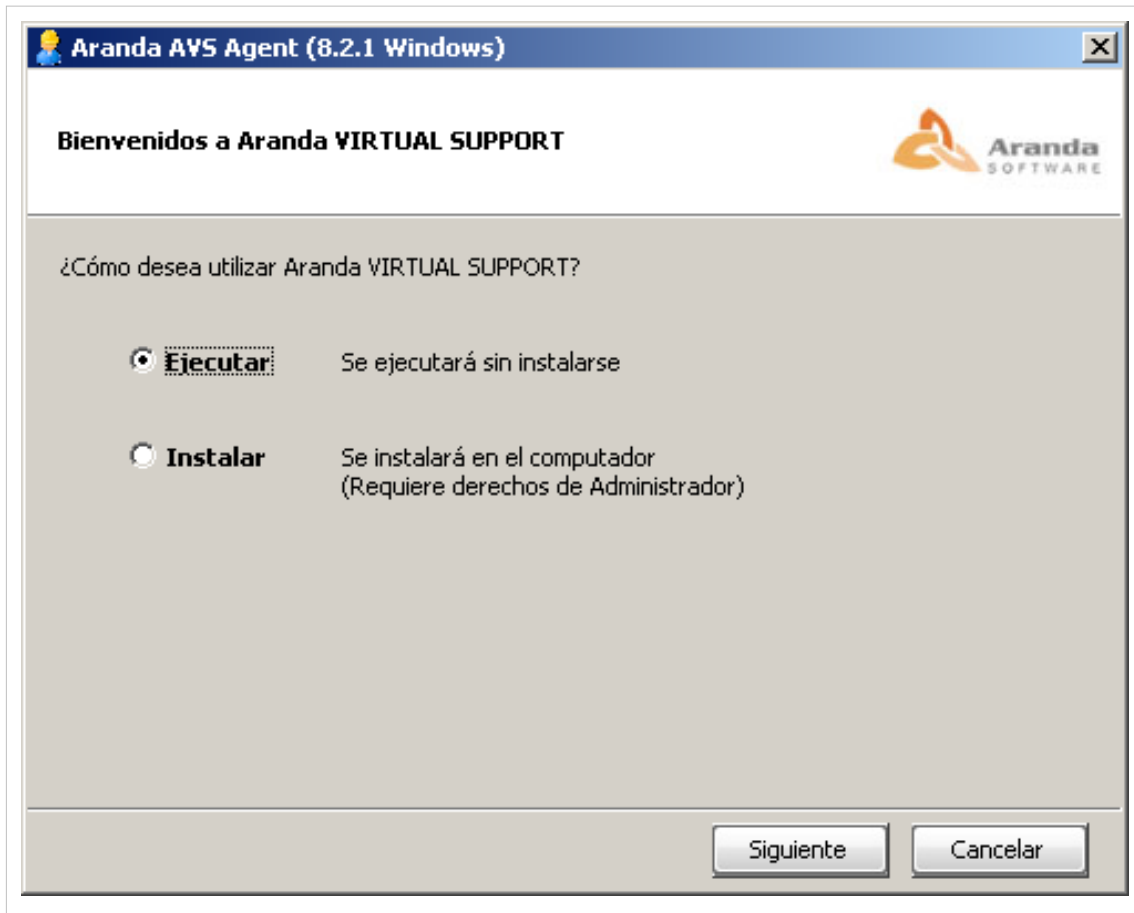 Aranda AVS Agent (8.2.1 Windows)
Bienvenidos a Aranda VIRTUAL SUPPORT
Aranda
SOFTWARE
¿Cómo desea utilizar Aranda VIRTUAL SUPPORT?
Ejecutar Se ejecutará sin instalarse
Instalar Se instalará en el computador
(Requiere derechos de Administrador)
Siguiente Cancelar